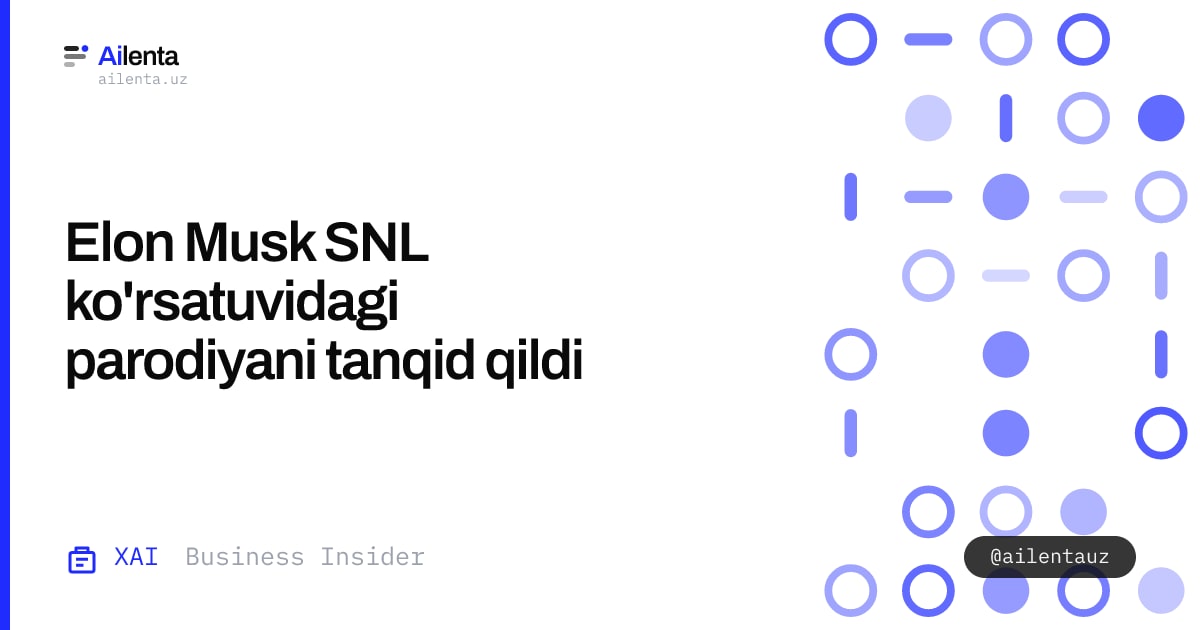 Ailenta
ailenta.uz
Elon Musk SNL
ko'rsatuvidagi
parodiyani tanqid qildi
XAI Business Insider
@ailentauz